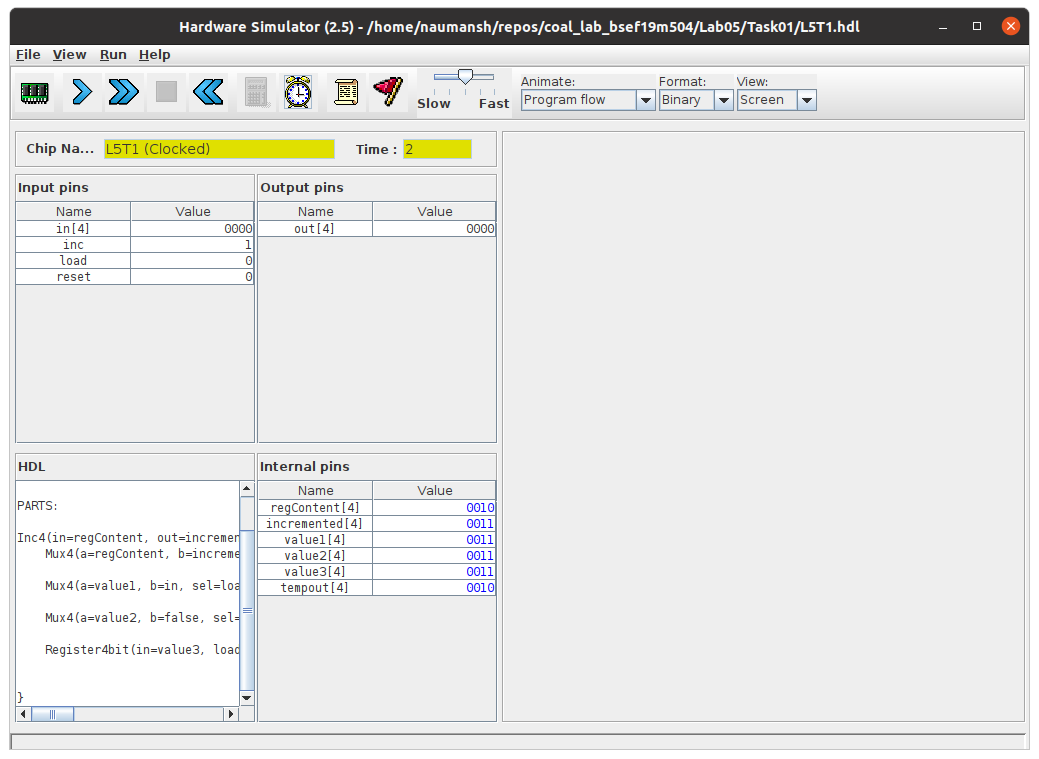 Hardware Simulator (2.5) - /home/naumansh/repos/coal_lab_bsef19m504/Lab05/Task01/L5T1.hdl
File View Run Help
Slow Fast
Animate:
Program flow
Format:
Binary
View:
Screen
Chip Na... L5T1 (Clocked) Time : 2
Input pins
Name Value
in[4] 0000
inc 1
load 0
reset 0
Output pins
Name Value
out[4] 0000
HDL
PARTS:
Inc4(in=regContent, out=incremen
Mux4(a=regContent, b=increme
Mux4(a=value1, b=in, sel=loa
Mux4(a=value2, b=false, sel=
Register4bit(in=value3, load
}
Internal pins
Name Value
regContent[4] 0010
incremented[4] 0011
value1[4] 0011
value2[4] 0011
value3[4] 0011
tempout[4] 0010